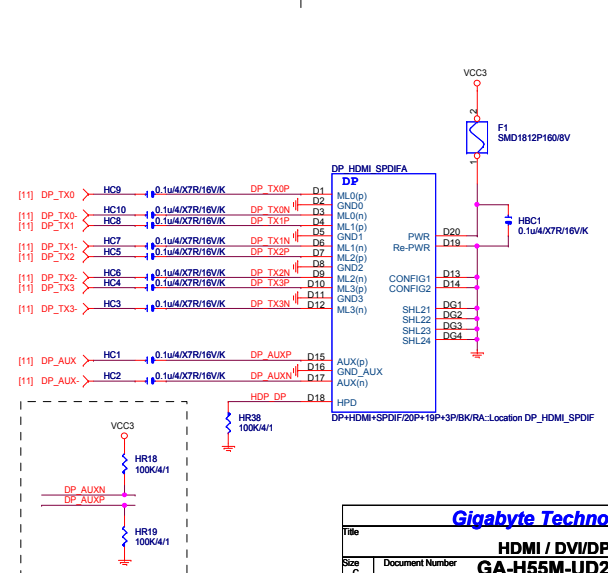 VCC3
2
F1
SMD1812P160/8V
1
DP_HDMI_SPDIFA
DP
[11] DP_TX0 HC9 0.1u/4/X7R/16V/K DP_TX0P D1 ML0(p)
D2 GND0
[11] DP_TX0- HC10 0.1u/4/X7R/16V/K DP_TX0N D3 ML0(n)
[11] DP_TX1 HC8 0.1u/4/X7R/16V/K DP_TX1P D4 ML1(p)
D5 GND1
[11] DP_TX1- HC7 0.1u/4/X7R/16V/K DP_TX1N D6 ML1(n)
[11] DP_TX2 HC5 0.1u/4/X7R/16V/K DP_TX2P D7 ML2(p)
D8 GND2
[11] DP_TX2- HC6 0.1u/4/X7R/16V/K DP_TX2N D9 ML2(n)
[11] DP_TX3 HC4 0.1u/4/X7R/16V/K DP_TX3P D10 ML3(p)
D11 GND3
[11] DP_TX3- HC3 0.1u/4/X7R/16V/K DP_TX3N D12 ML3(n)
PWR D20
Re-PWR D19
HBC1
0.1u/4/X7R/16V/K
CONFIG1 D13
CONFIG2 D14
SHL21 DG1
SHL22 DG2
SHL23 DG3
SHL24 DG4
[11] DP_AUX HC1 0.1u/4/X7R/16V/K DP_AUXP D15 AUX(p)
D16 GND_AUX
[11] DP_AUX- HC2 0.1u/4/X7R/16V/K DP_AUXN D17 AUX(n)
HDP_DP D18 HPD
HR38
100K/4/1
DP+HDMI+SPDIF/20P+19P+3P/BK/RA::Location DP_HDMI_SPDIF
VCC3
HR18
100K/4/1
DP_AUXN
DP_AUXP
HR19
100K/4/1
Gigabyte Techno
Title
HDMI / DVI/DP
Size Document Number
C GA-H55M-UD2